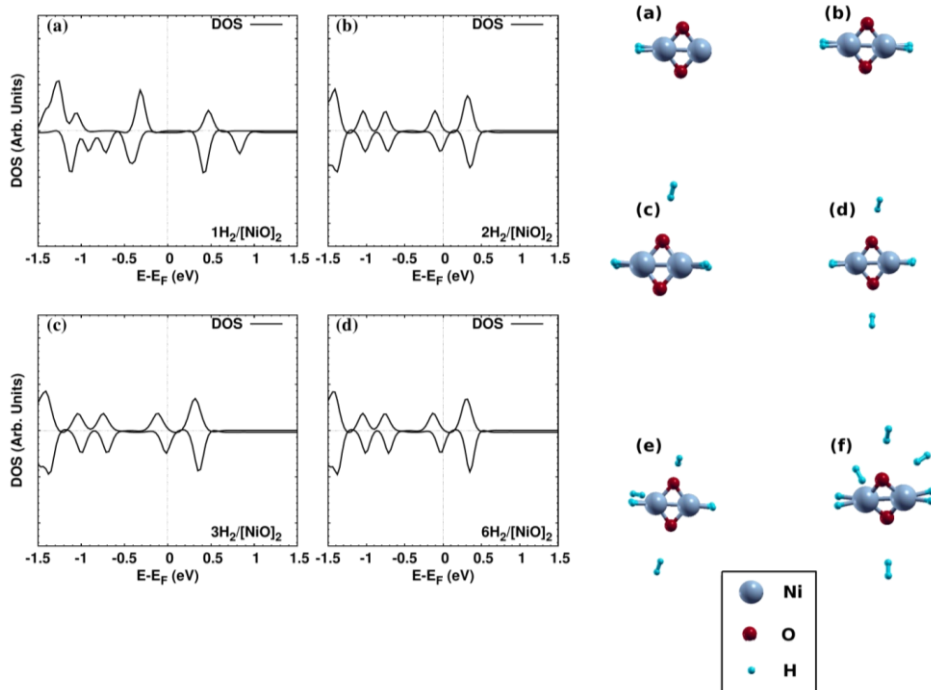 (a)
DOS
DOS (Arb. Units)
1H2/[NiO]2
-1.5 -1 -0.5 0 0.5 1 1.5
E-EF (eV)
(b)
DOS
2H2/[NiO]2
-1.5 -1 -0.5 0 0.5 1 1.5
E-EF (eV)
(c)
DOS
DOS (Arb. Units)
3H2/[NiO]2
-1.5 -1 -0.5 0 0.5 1 1.5
E-EF (eV)
(d)
DOS
6H2/[NiO]2
-1.5 -1 -0.5 0 0.5 1 1.5
E-EF (eV)
(a)
(b)
(c)
(d)
(e)
(f)
Ni
O
H